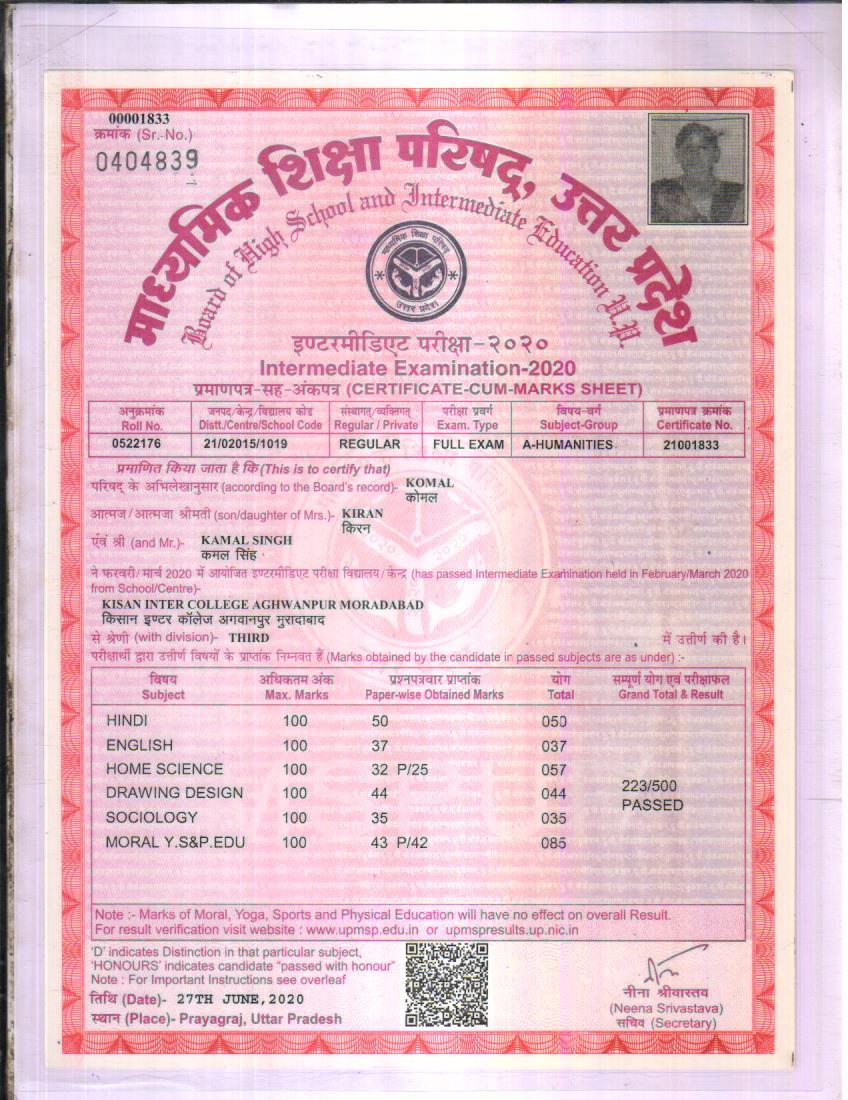 00001833
क्रमांक (Sr.-No.)
0404839
माध्यमिक शिक्षा परिषद्, उत्तर प्रदेश
Board of High School and Intermediate Education U.P.
माध्यमिक शिक्षा परिषद्
उत्तर प्रदेश
इण्टरमीडिएट परीक्षा-२०२०
Intermediate Examination-2020
प्रमाणपत्र-सह-अंकपत्र (CERTIFICATE-CUM-MARKS SHEET)
अनुक्रमांक जनपद/केन्द्र/विद्यालय कोड संस्थागत/व्यक्तिगत परीक्षा प्रवर्ग विषय-वर्ग प्रमाणपत्र क्रमांक
Roll No. Distt./Centre/School Code Regular / Private Exam. Type Subject-Group Certificate No.
0522176 21/02015/1019 REGULAR FULL EXAM A-HUMANITIES 21001833
प्रमाणित किया जाता है कि (This is to certify that)
परिषद् के अभिलेखानुसार (according to the Board's record)- KOMAL
कोमल
आत्मज/आत्मजा श्रीमती (son/daughter of Mrs.)- KIRAN
किरन
एवं श्री (and Mr.)- KAMAL SINGH
कमल सिंह
ने फरवरी/मार्च 2020 में आयोजित इण्टरमीडिएट परीक्षा विद्यालय/केन्द्र (has passed Intermediate Examination held in February/March 2020
from School/Centre)-
KISAN INTER COLLEGE AGHWANPUR MORADABAD
किसान इण्टर कॉलेज अगवानपुर मुरादाबाद
से श्रेणी (with division)- THIRD में उत्तीर्ण की है।
परीक्षार्थी द्वारा उत्तीर्ण विषयों के प्राप्तांक निम्नवत हैं (Marks obtained by the candidate in passed subjects are as under) :-
विषय अधिकतम अंक प्रश्नपत्रवार प्राप्तांक योग सम्पूर्ण योग एवं परीक्षाफल
Subject Max. Marks Paper-wise Obtained Marks Total Grand Total & Result
HINDI 100 50 050
ENGLISH 100 37 037
HOME SCIENCE 100 32 P/25 057
DRAWING DESIGN 100 44 044
223/500
PASSED
SOCIOLOGY 100 35 035
MORAL Y.S&P.EDU 100 43 P/42 085
Note :- Marks of Moral, Yoga, Sports and Physical Education will have no effect on overall Result.
For result verification visit website : www.upmsp.edu.in or upmspresults.up.nic.in
'D' indicates Distinction in that particular subject,
'HONOURS' indicates candidate "passed with honour"
Note : For Important Instructions see overleaf
तिथि (Date)- 27TH JUNE,2020
स्थान (Place)- Prayagraj, Uttar Pradesh
नीना श्रीवास्तव
(Neena Srivastava)
सचिव (Secretary)